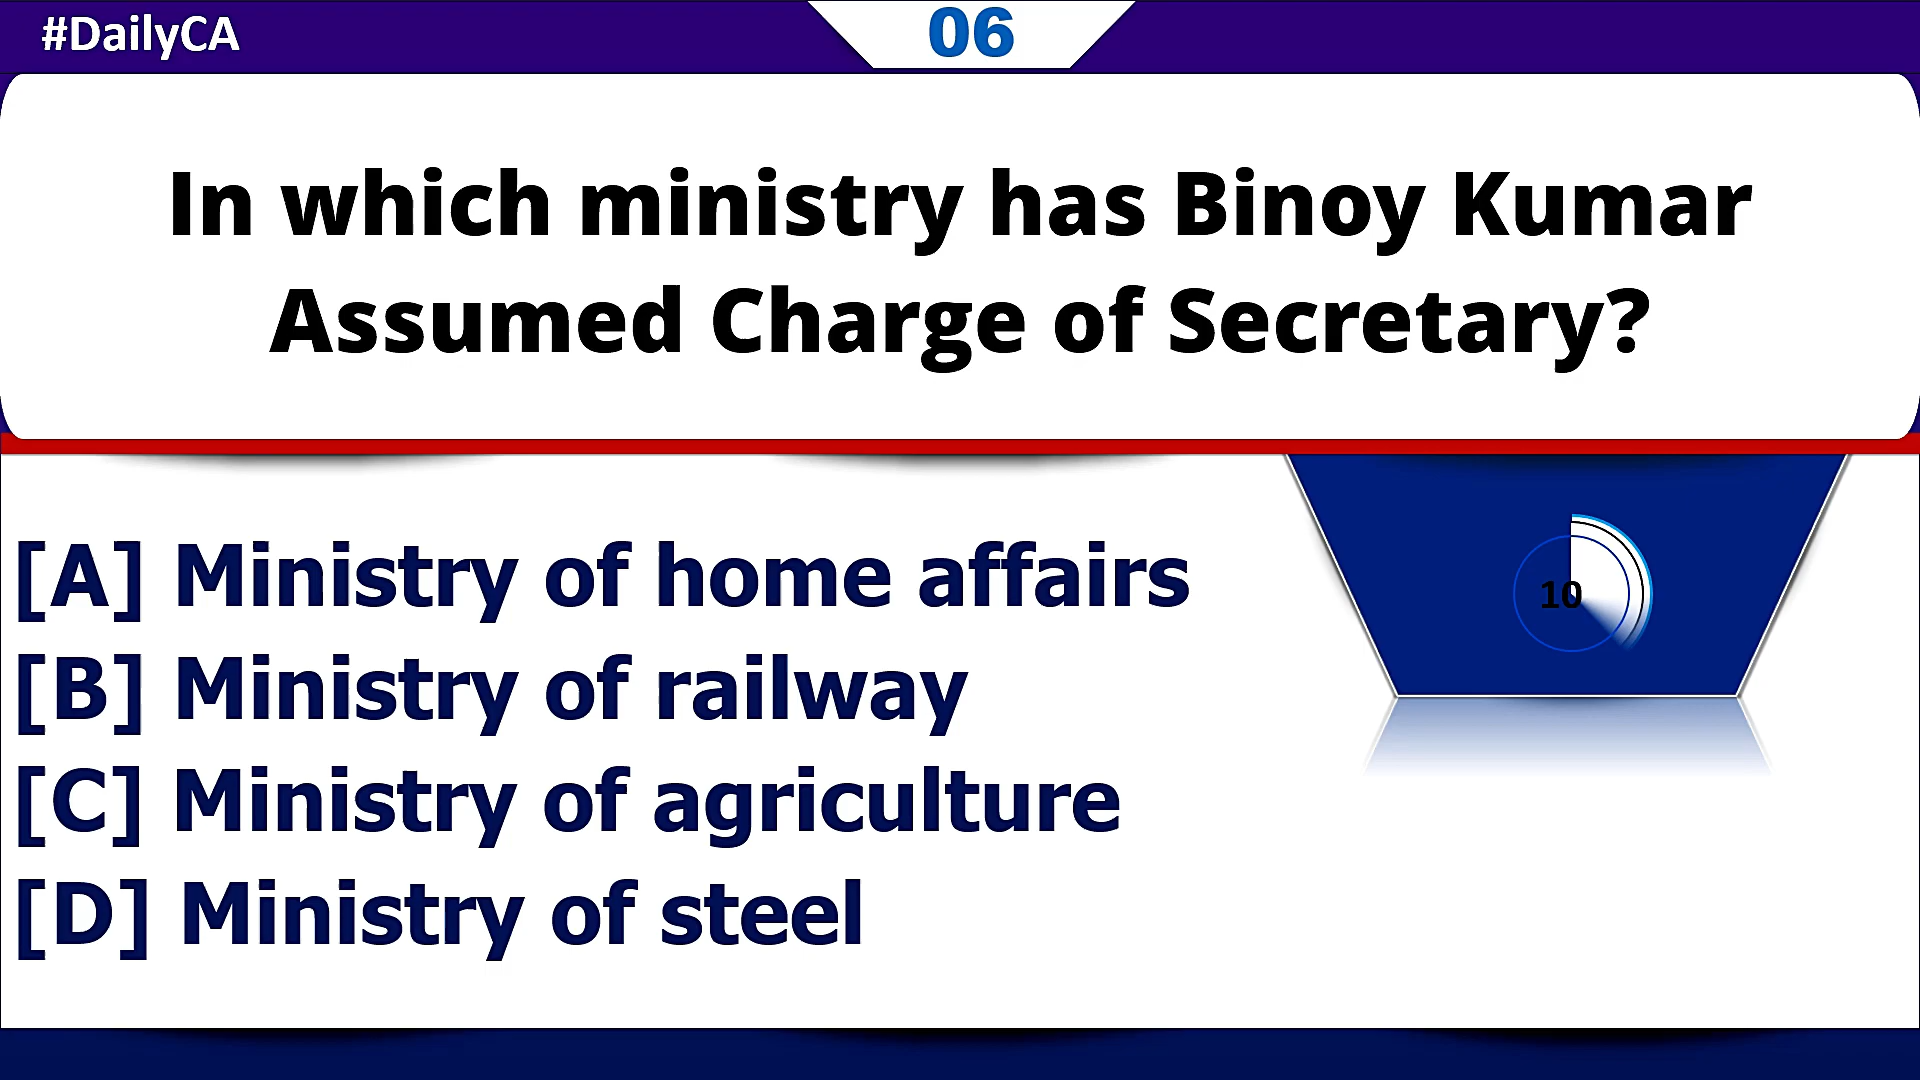 #DailyCA
06
In which ministry has Binoy Kumar
Assumed Charge of Secretary?
[A] Ministry of home affairs
[B] Ministry of railway
[C] Ministry of agriculture
[D] Ministry of steel
10